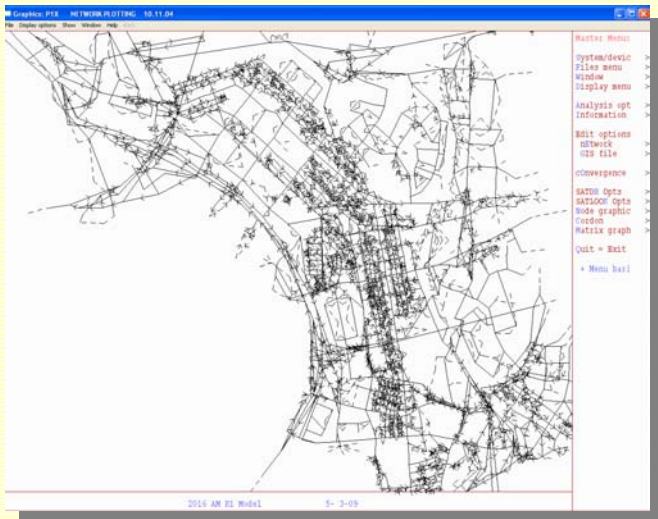 Graphics: P1X NETWORK PLOTTING 10.11.04
File Display options Show Window Help
Master Menu:
System/devic >
Files menu >
Window >
Display menu >
Analysis opt >
Information >
Edit options
nEtwork >
GIS file >
cOnvergence >
SATDB Opts >
SATLOOK Opts >
Node graphic >
Cordon >
Matrix graph >
Quit = Exit
+ Menu bar1
2016 AM K1 Model 5- 3-09